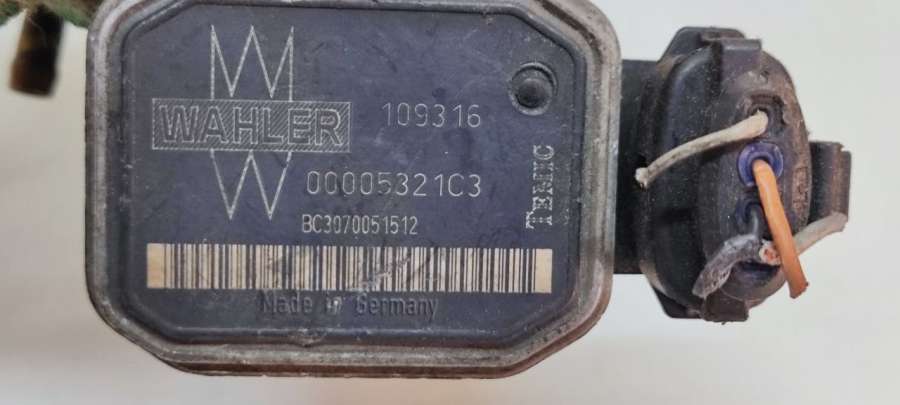 WAHLER
109316
00005321C3
BC3070051512
TEMIC
Made in Germany